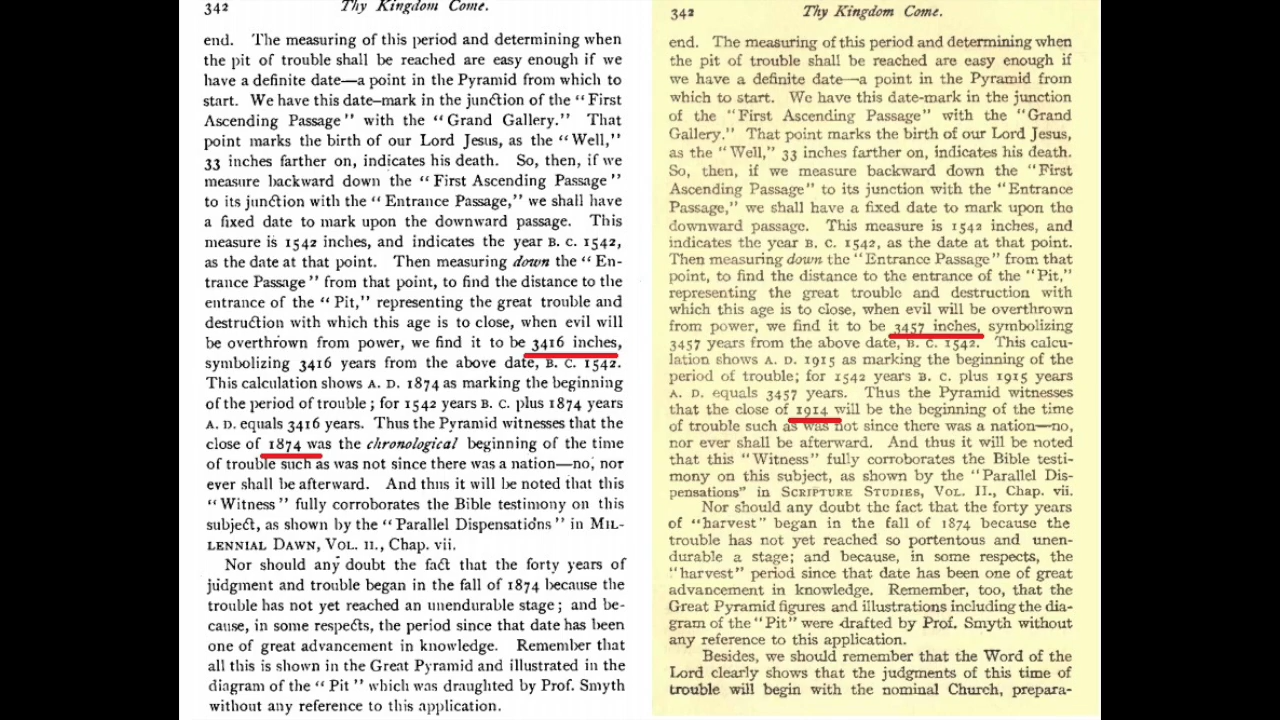 342 Thy Kingdom Come.
end. The measuring of this period and determining when
the pit of trouble shall be reached are easy enough if we
have a definite date—a point in the Pyramid from which to
start. We have this date–mark in the junction of the “First
Ascending Passage” with the “Grand Gallery.” That
point marks the birth of our Lord Jesus, as the “Well,”
33 inches farther on, indicates his death. So, then, if we
measure backward down the “First Ascending Passage”
to its junction with the “Entrance Passage,” we shall have
a fixed date to mark upon the downward passage. This
measure is 1542 inches, and indicates the year B. C. 1542,
as the date at that point. Then measuring down the “En-
trance Passage” from that point, to find the distance to the
entrance of the “Pit,” representing the great trouble and
destruction with which this age is to close, when evil will
be overthrown from power, we find it to be 3416 inches,
symbolizing 3416 years from the above date, B. C. 1542.
This calculation shows A. D. 1874 as marking the beginning
of the period of trouble; for 1542 years B. C. plus 1874 years
A. D. equals 3416 years. Thus the Pyramid witnesses that the
close of 1874 was the chronological beginning of the time
of trouble such as was not since there was a nation—no, nor
ever shall be afterward. And thus it will be noted that this
“Witness” fully corroborates the Bible testimony on this
subject, as shown by the “Parallel Dispensations” in MIL-
LENNIAL DAWN, VOL. II., Chap. vii.
Nor should any doubt the fact that the forty years of
judgment and trouble began in the fall of 1874 because the
trouble has not yet reached an unendurable stage; and be-
cause, in some respects, the period since that date has been
one of great advancement in knowledge. Remember that
all this is shown in the Great Pyramid and illustrated in the
diagram of the “Pit” which was draughted by Prof. Smyth
without any reference to this application.
342 Thy Kingdom Come.
end. The measuring of this period and determining when
the pit of trouble shall be reached are easy enough if
we have a definite date—a point in the Pyramid from
which to start. We have this date-mark in the junction
of the “First Ascending Passage” with the “Grand
Gallery.” That point marks the birth of our Lord Jesus,
as the “Well,” 33 inches farther on, indicates his death.
So, then, if we measure backward down the “First
Ascending Passage” to its junction with the “Entrance
Passage,” we shall have a fixed date to mark upon the
downward passage. This measure is 1542 inches, and
indicates the year B. C. 1542, as the date at that point.
Then measuring down the “Entrance Passage” from that
point, to find the distance to the entrance of the “Pit,”
representing the great trouble and destruction with
which this age is to close, when evil will be overthrown
from power, we find it to be 3457 inches, symbolizing
3457 years from the above date, B. C. 1542. This calcu-
lation shows A. D. 1915 as marking the beginning of the
period of trouble; for 1542 years B. C. plus 1915 years
A. D. equals 3457 years. Thus the Pyramid witnesses
that the close of 1914 will be the beginning of the time
of trouble such as was not since there was a nation—no,
nor ever shall be afterward. And thus it will be noted
that this “Witness” fully corroborates the Bible testi-
mony on this subject, as shown by the “Parallel Dis-
pensations” in SCRIPTURE STUDIES, VOL. II., Chap. vii.
Nor should any doubt the fact that the forty years
of “harvest” began in the fall of 1874 because the
trouble has not yet reached so portentous and unen-
durable a stage; and because, in some respects, the
“harvest” period since that date has been one of great
advancement in knowledge. Remember, too, that the
Great Pyramid figures and illustrations including the dia-
gram of the “Pit” were drafted by Prof. Smyth without
any reference to this application.
Besides, we should remember that the Word of the
Lord clearly shows that the judgments of this time of
trouble will begin with the nominal Church, prepara-